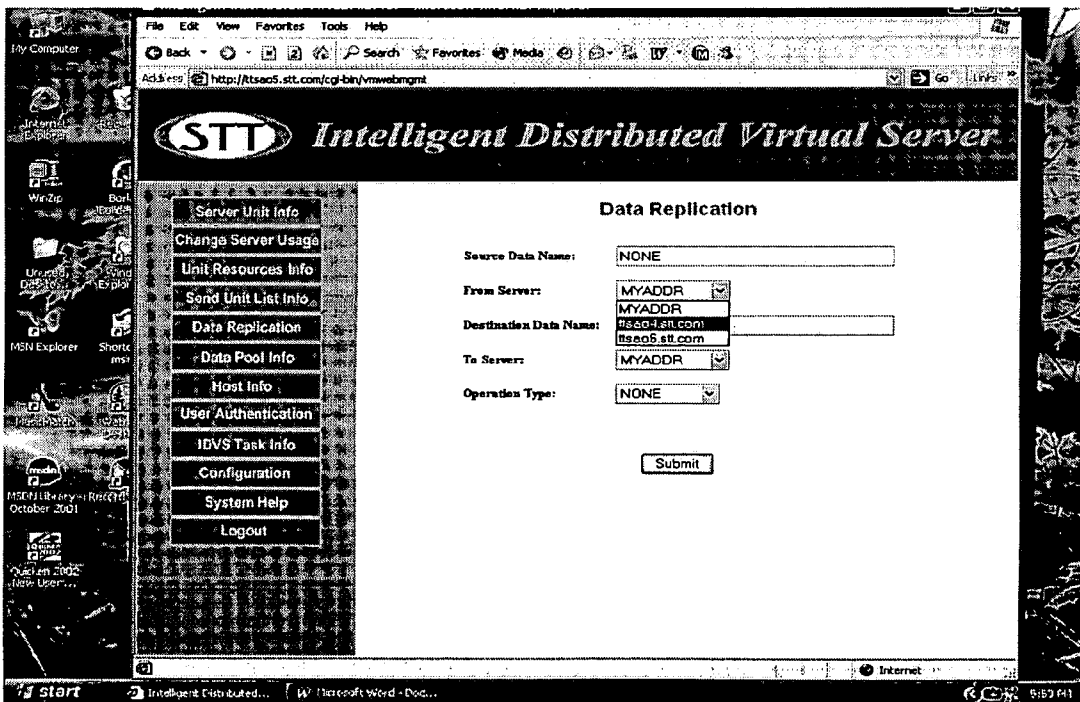 My Computer
File Edit View Favorites Tools Help
Back Search Favorites Media
Address http://ttsao5.stt.com/cgi-bin/vmwebmgmt Go Links
Internet Explorer
STT Intelligent Distributed Virtual Server
WinZip
Server Unit Info
Change Server Usage
Unit Resources Info
Send Unit List Info
Data Replication
Data Pool Info
Host Info
User Authentication
IDVS Task Info
Configuration
System Help
Logout
Data Replication
Source Data Name: NONE
From Server: MYADDR
MYADDR
ttsao4.stt.com
ttsao5.stt.com
Destination Data Name:
To Server: MYADDR
Operation Type: NONE
Submit
MSN Explorer
msdn
MSDN Library -
October 2001
Quicken 2002
New User...
Internet
start Intelligent Distributed... Microsoft Word - Doc...